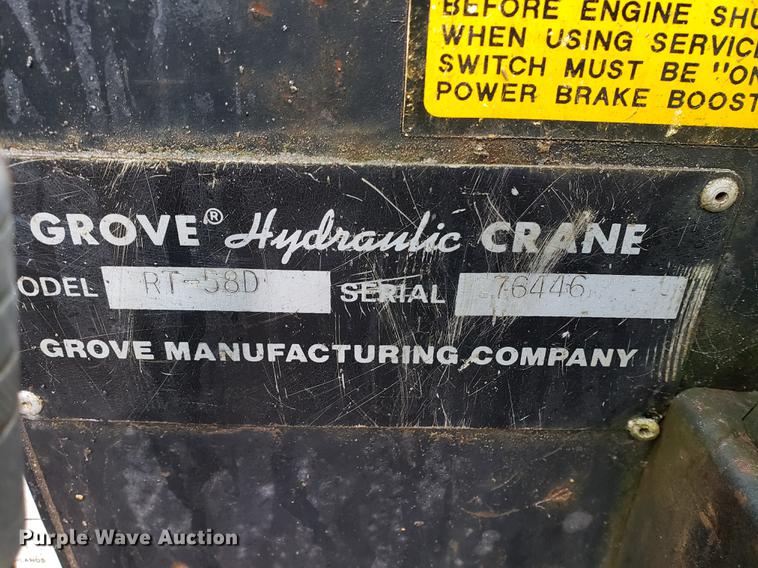 BEFORE ENGINE SHU
WHEN USING SERVIC
SWITCH MUST BE "ON
POWER BRAKE BOOST
GROVE® Hydraulic CRANE
ODEL RT-58D SERIAL 76446
GROVE MANUFACTURING COMPANY
Purple Wave Auction